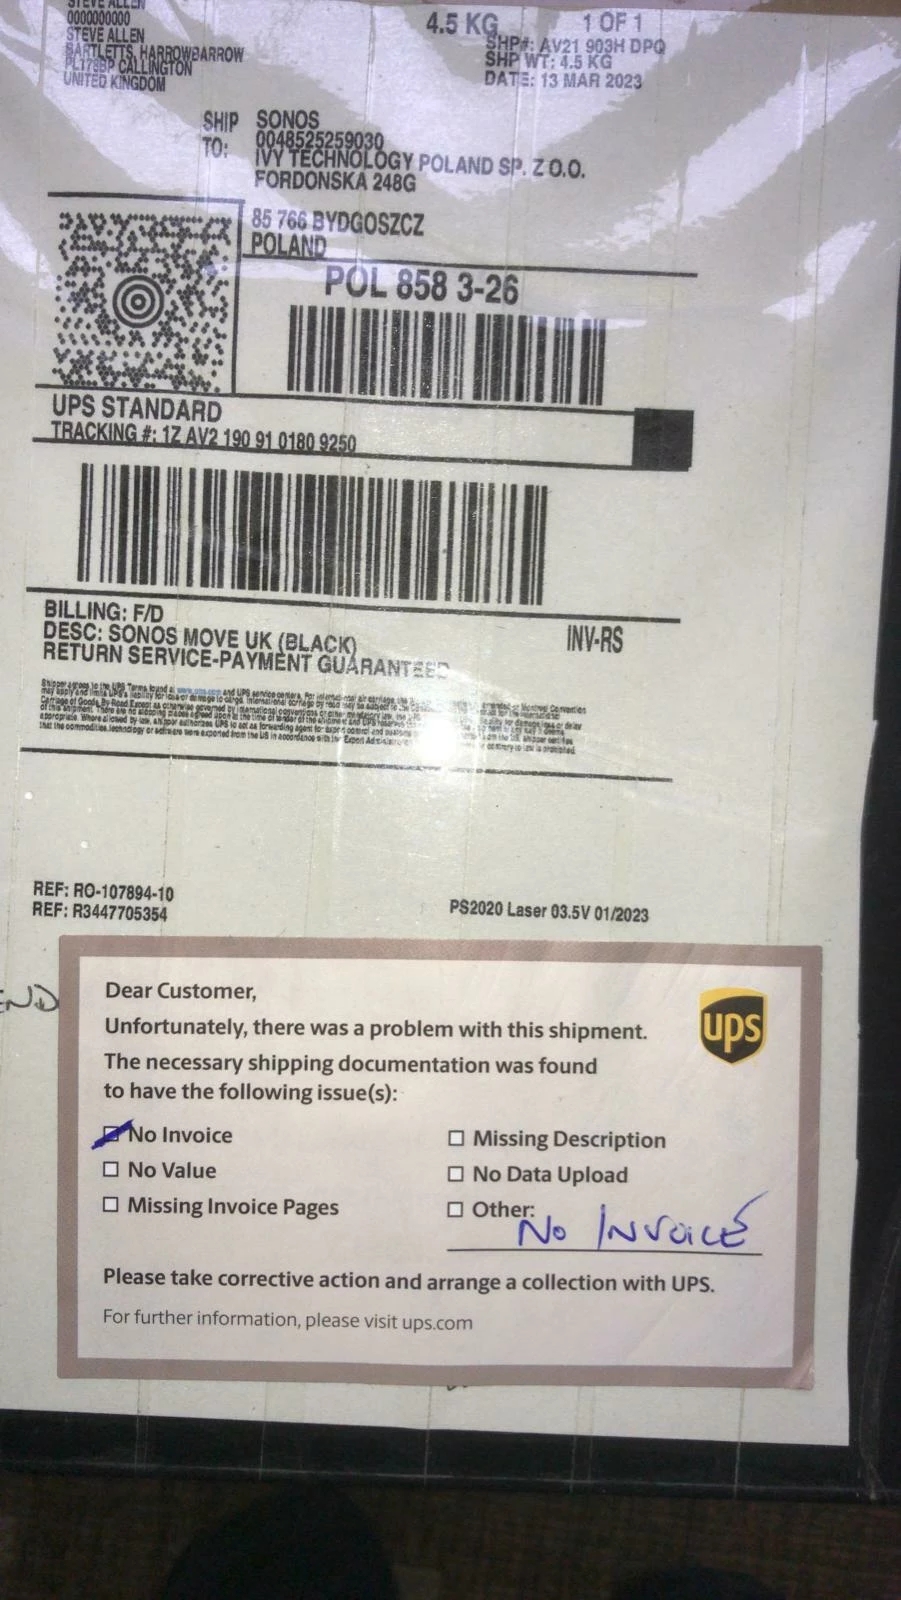 STEVE ALLEN
0000000000
STEVE ALLEN
BARTLETTS, HARROWBARROW
PL178BP CALLINGTON
UNITED KINGDOM
4.5 KG 1 OF 1
SHP#: AV21 903H DPQ
SHP WT: 4.5 KG
DATE: 13 MAR 2023
SHIP TO:
SONOS
0048525259030
IVY TECHNOLOGY POLAND SP. Z O.O.
FORDONSKA 248G
85 766 BYDGOSZCZ
POLAND
POL 858 3-26
UPS STANDARD
TRACKING #: 1Z AV2 190 91 0180 9250
BILLING: F/D
DESC: SONOS MOVE UK (BLACK)
RETURN SERVICE-PAYMENT GUARANTEED
INV-RS
REF: RO-107894-10
REF: R3447705354
PS2020 Laser 03.5V 01/2023
Dear Customer,
Unfortunately, there was a problem with this shipment.
The necessary shipping documentation was found
to have the following issue(s):
No Invoice
No Value
Missing Invoice Pages
Missing Description
No Data Upload
Other: No INVOICE
Please take corrective action and arrange a collection with UPS.
For further information, please visit ups.com
ups